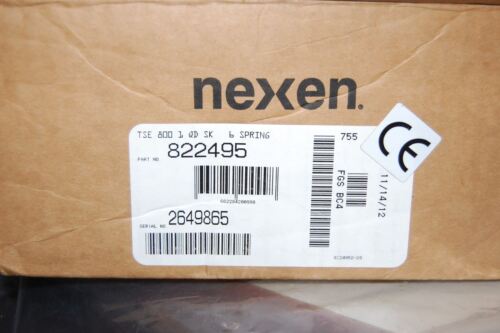 nexen.
TSE 800 1 QD SK 6 SPRING
755
CE
PART NO
822495
FGS BC4
11/14/12
SERIAL NO.
2649865